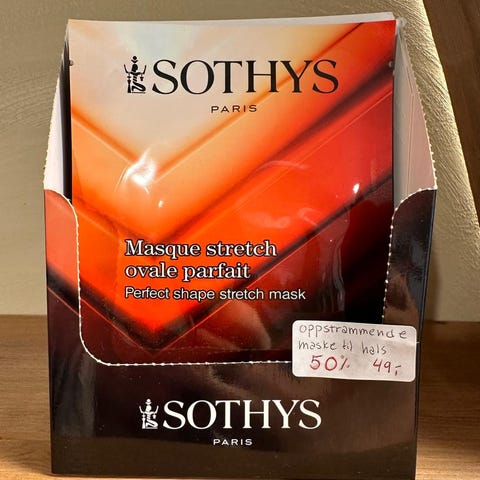 SOTHYS
PARIS
Masque stretch
ovale parfait
Perfect shape stretch mask
oppstrammende
maske til hals
50% 49,-
SOTHYS
PARIS